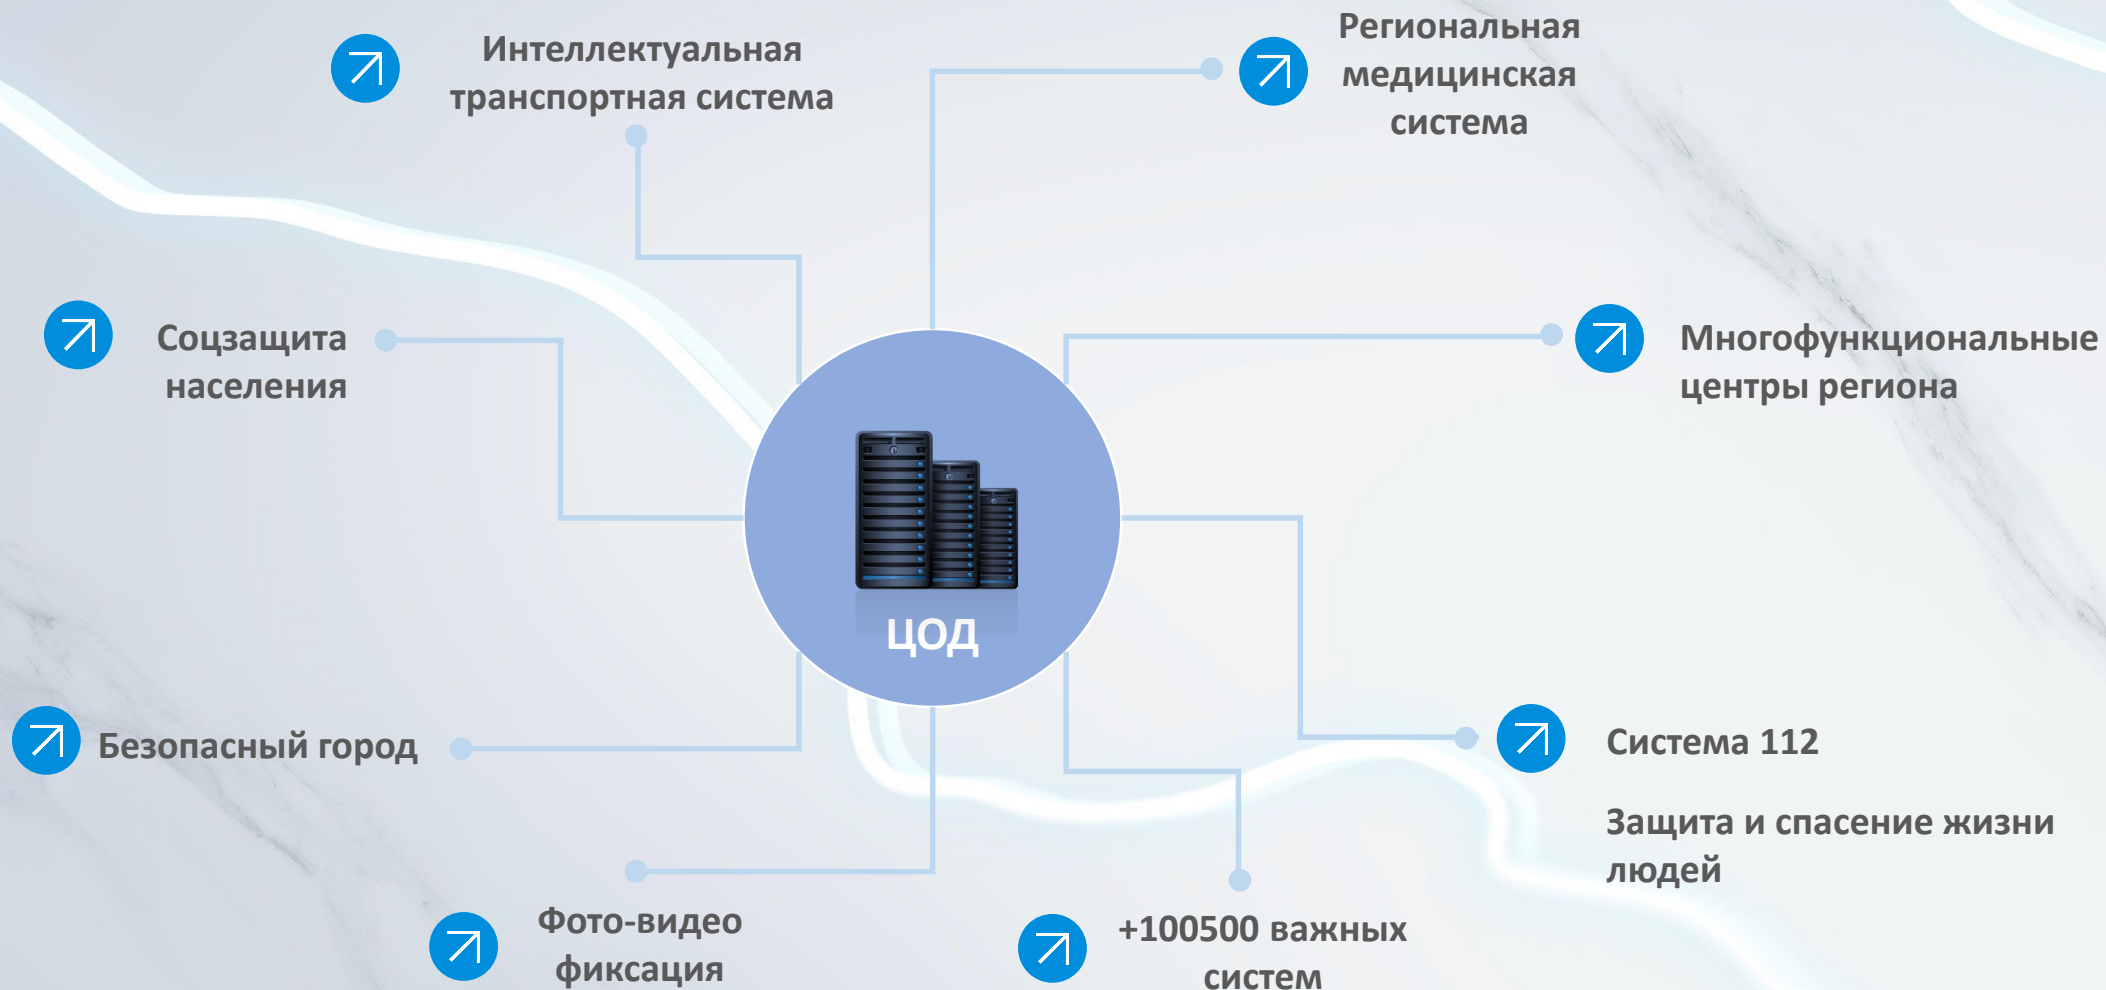 Интеллектуальная
транспортная система
Региональная
медицинская
система
Соцзащита
населения
Многофункциональные
центры региона
ЦОД
Безопасный город
Система 112
Защита и спасение жизни
людей
Фото-видео
фиксация
+100500 важных
систем